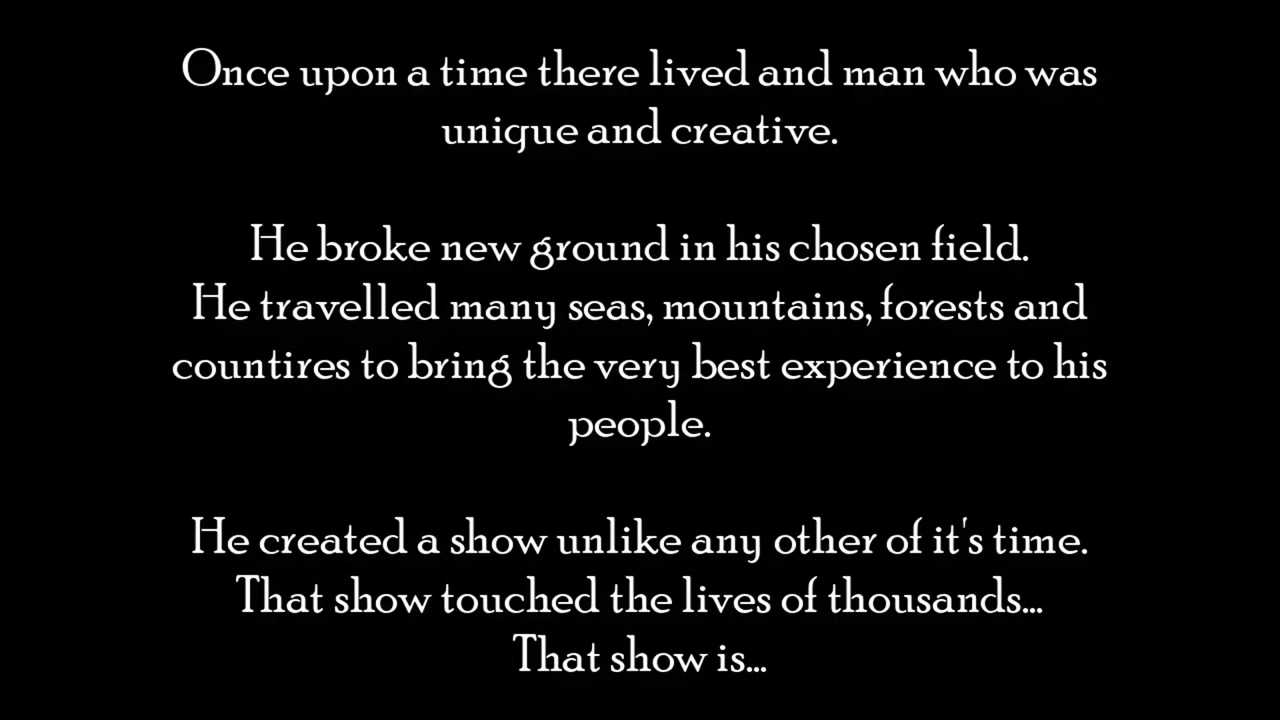 Once upon a time there lived and man who was
unique and creative.
He broke new ground in his chosen field.
He travelled many seas, mountains, forests and
countires to bring the very best experience to his
people.
He created a show unlike any other of it's time.
That show touched the lives of thousands...
That show is...